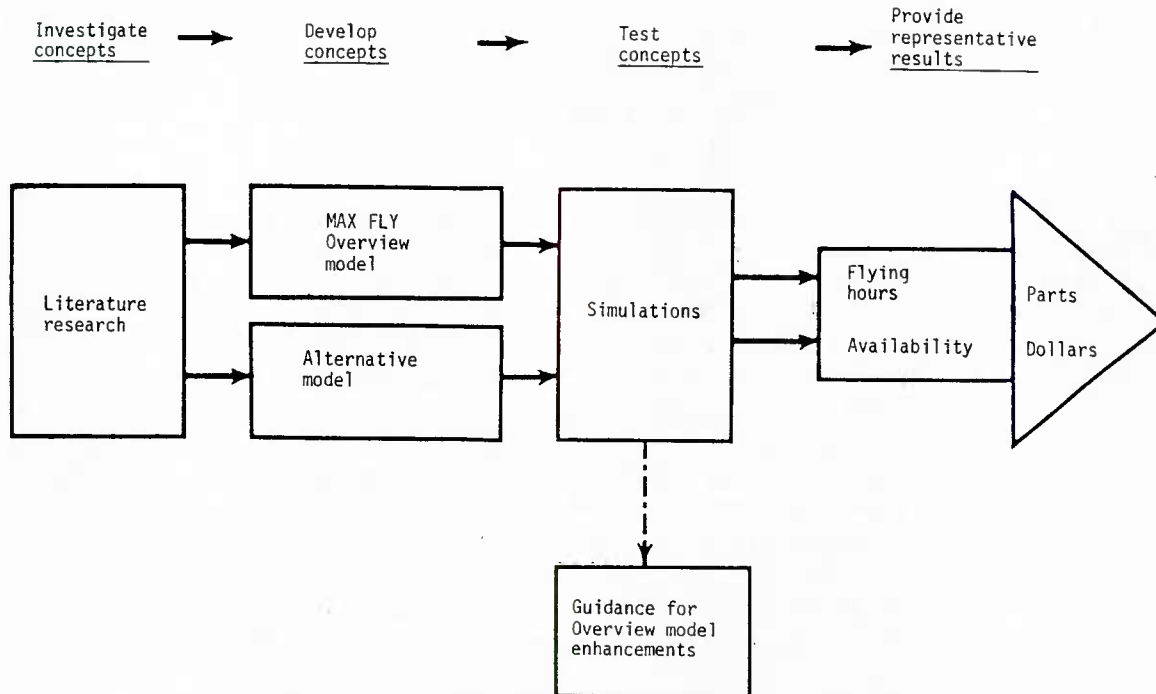 Investigate
concepts
Develop
concepts
Test
concepts
Provide
representative
results
Literature
research
MAX FLY
Overview
model
Alternative
model
Simulations
Flying
hours
Availability
Parts
Dollars
Guidance for
Overview model
enhancements